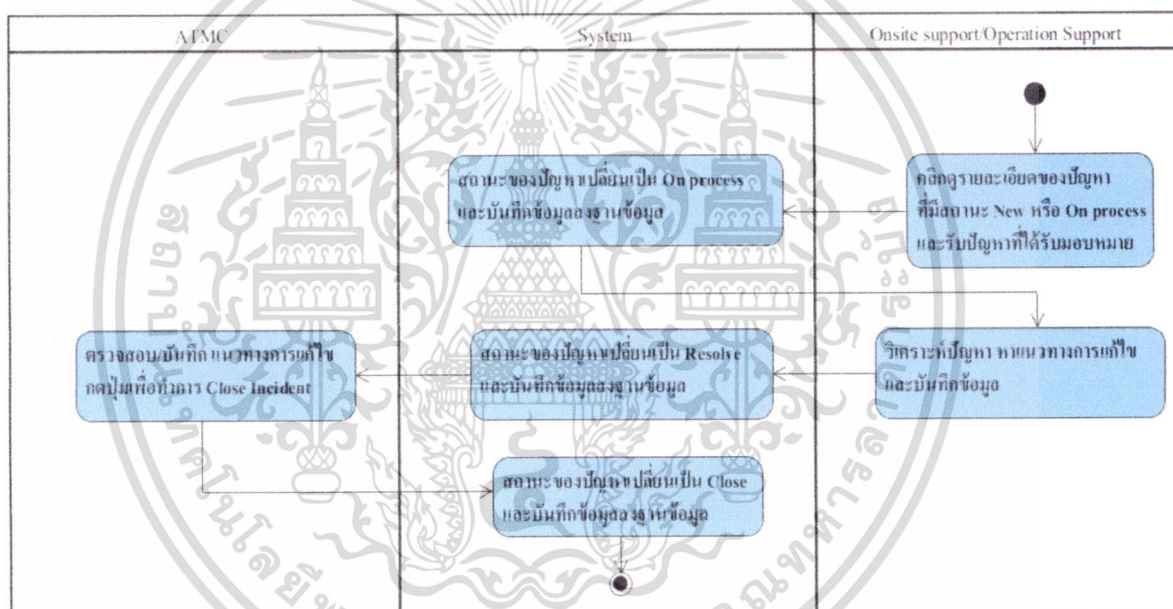 ATMC
System
Onsite support/Operation Support
คลิกดูรายละเอียดของปัญหา
ที่มีสถานะ New หรือ On process
และรับปัญหาที่ได้รับมอบหมาย
สถานะของปัญหาเปลี่ยนเป็น On process
และบันทึกข้อมูลลงฐานข้อมูล
วิเคราะห์ปัญหา หาแนวทางการแก้ไข
และบันทึกข้อมูล
สถานะของปัญหาเปลี่ยนเป็น Resolve
และบันทึกข้อมูลลงฐานข้อมูล
ตรวจสอบ/บันทึก แนวทางการแก้ไข
กดปุ่มเพื่อทำการ Close Incident
สถานะของปัญหาเปลี่ยนเป็น Close
และบันทึกข้อมูลลงฐานข้อมูล